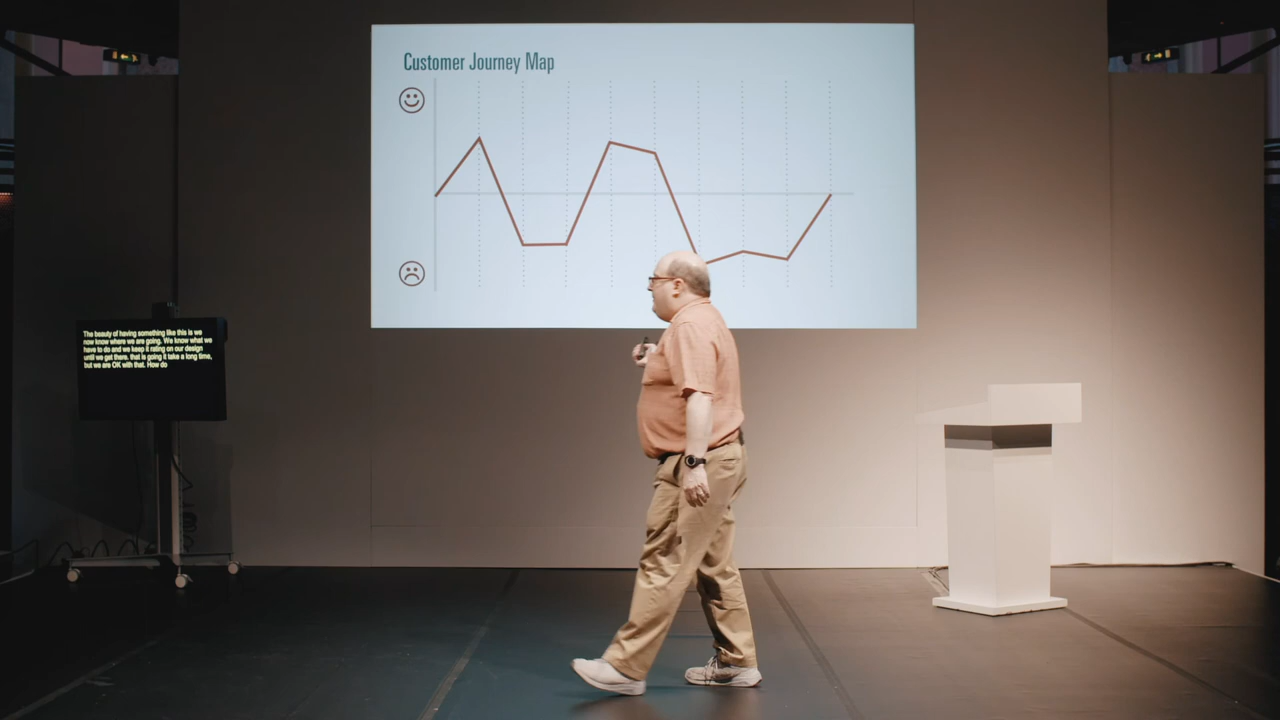 Customer Journey Map
The beauty of having something like this is we
now know where we are going. We know what we
have to do and we keep it rating on our design
until we get there. that is going it take a long time,
but we are OK with that. How do